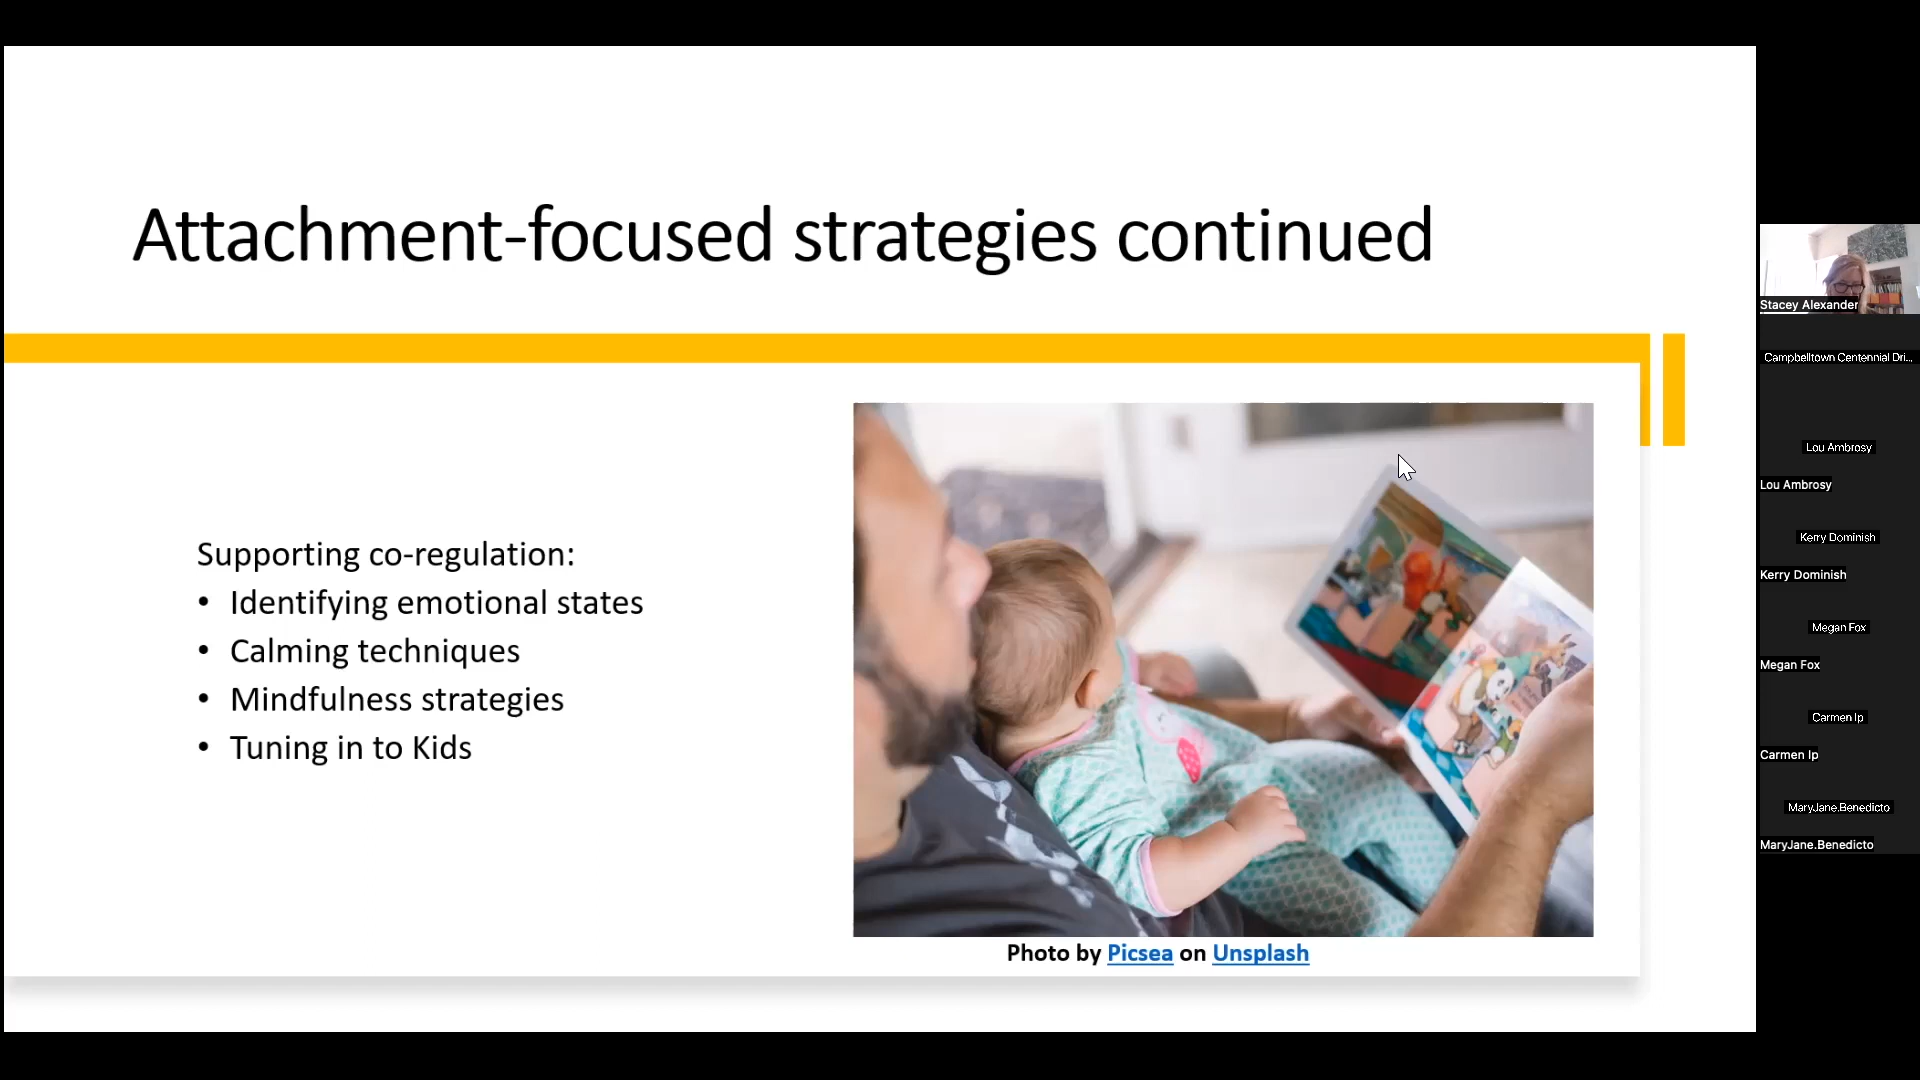 Attachment-focused strategies continued
Supporting co-regulation:
• Identifying emotional states
• Calming techniques
• Mindfulness strategies
• Tuning in to Kids
Photo by Picsea on Unsplash
Stacey Alexander
Campbelltown Centennial Dri...
Lou Ambrosy
Lou Ambrosy
Kerry Dominish
Kerry Dominish
Megan Fox
Megan Fox
Carmen Ip
Carmen Ip
MaryJane.Benedicto
MaryJane.Benedicto